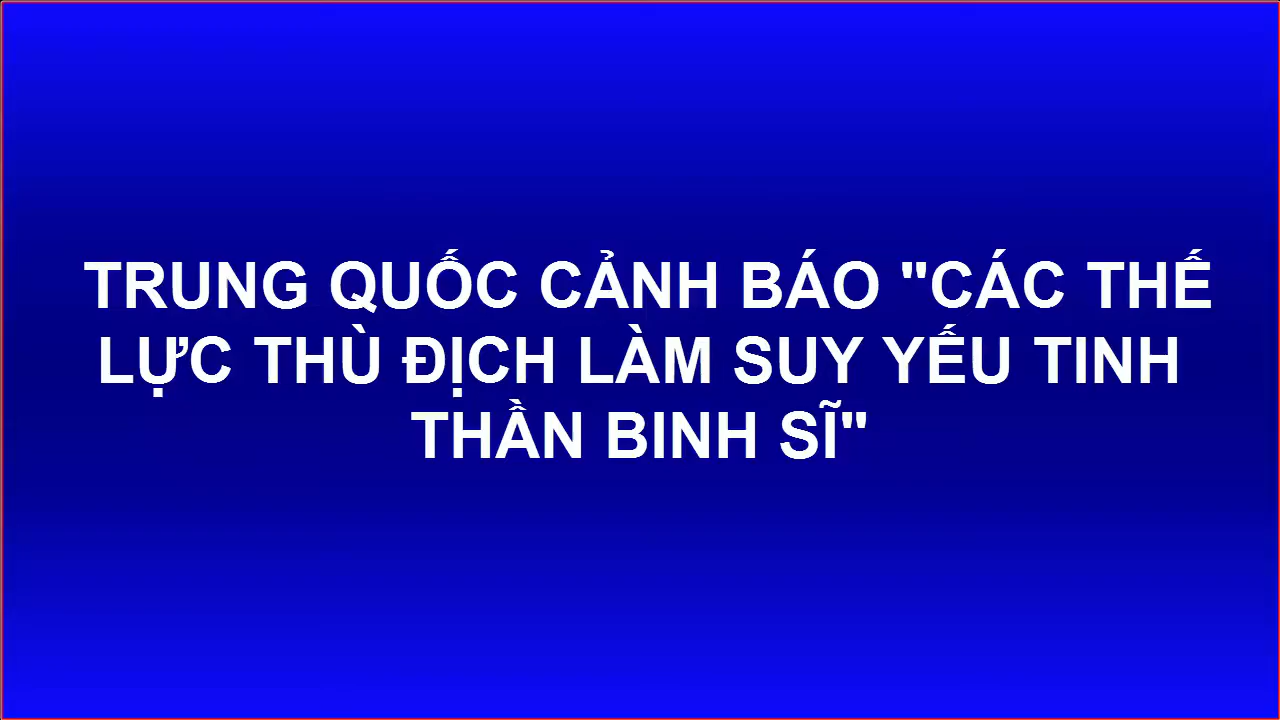 TRUNG QUỐC CẢNH BÁO "CÁC THẾ
LỰC THÙ ĐỊCH LÀM SUY YẾU TINH
THẦN BINH SĨ"